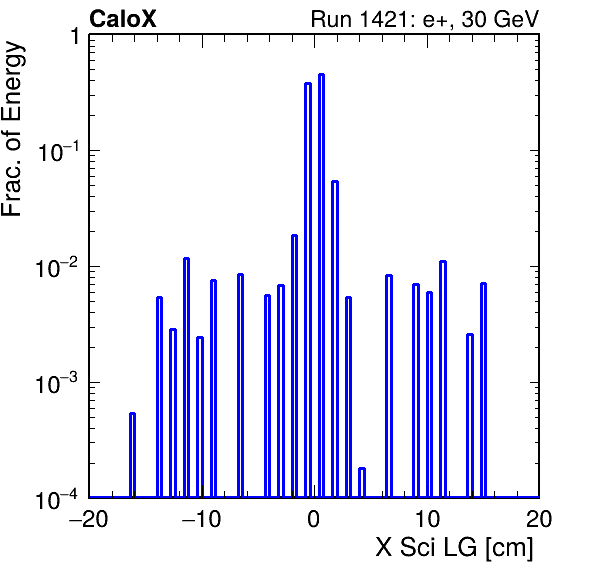 CaloX Run 1421: e+, 30 GeV
Frac. of Energy
1
10⁻¹
10⁻²
10⁻³
10⁻⁴
−20 −10 0 10 20
X Sci LG [cm]